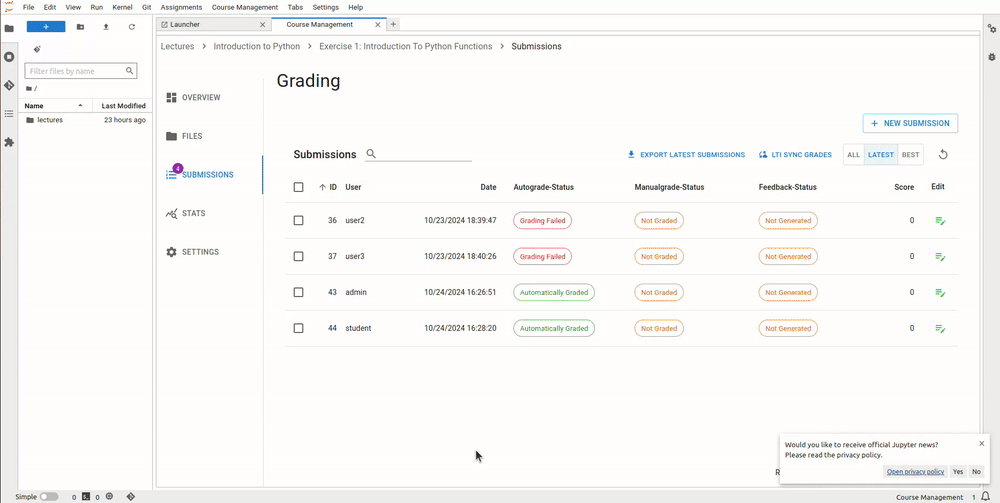 File Edit View Run Kernel Git Assignments Course Management Tabs Settings Help
Launcher Course Management
Filter files by name
/
Name Last Modified
lectures 23 hours ago
Lectures > Introduction to Python > Exercise 1: Introduction To Python Functions > Submissions
OVERVIEW
FILES
4
SUBMISSIONS
STATS
SETTINGS
Grading
+ NEW SUBMISSION
Submissions
EXPORT LATEST SUBMISSIONS LTI SYNC GRADES ALL LATEST BEST
ID User Date Autograde-Status Manualgrade-Status Feedback-Status Score Edit
36 user2 10/23/2024 18:39:47 Grading Failed Not Graded Not Generated 0
37 user3 10/23/2024 18:40:26 Grading Failed Not Graded Not Generated 0
43 admin 10/24/2024 16:26:51 Automatically Graded Not Graded Not Generated 0
44 student 10/24/2024 16:28:20 Automatically Graded Not Graded Not Generated 0
Would you like to receive official Jupyter news?
Please read the privacy policy.
Open privacy policy Yes No
Simple 0 0 Course Management 1